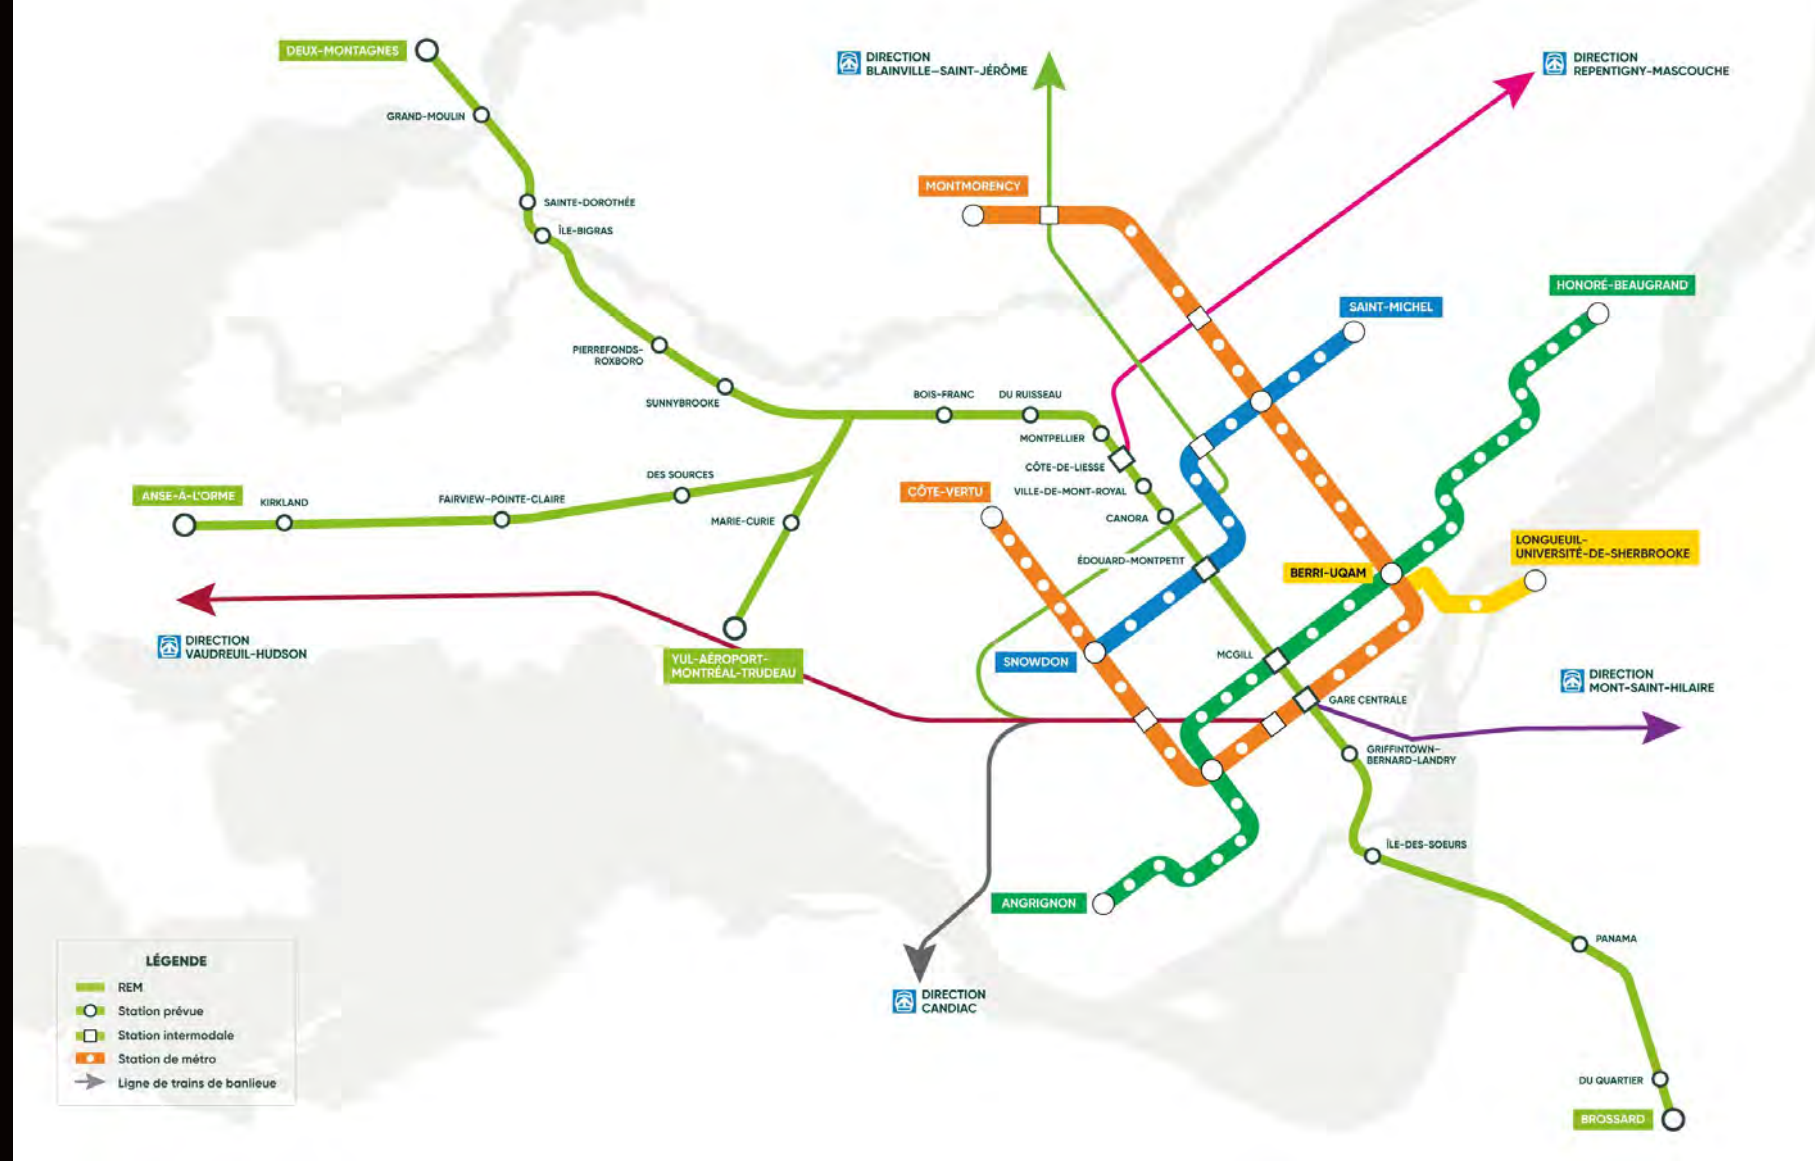 DEUX-MONTAGNES
GRAND-MOULIN
SAINTE-DOROTHÉE
ÎLE-BIGRAS
PIERREFONDS-
ROXBORO
SUNNYBROOKE
DIRECTION
BLAINVILLE—SAINT-JÉRÔME
DIRECTION
REPENTIGNY-MASCOUCHE
MONTMORENCY
SAINT-MICHEL
HONORÉ-BEAUGRAND
BOIS-FRANC
DU RUISSEAU
MONTPELLIER
CÔTE-DE-LIESSE
VILLE-DE-MONT-ROYAL
CANORA
ÉDOUARD-MONTPETIT
ANSE-À-L'ORME
KIRKLAND
FAIRVIEW–POINTE-CLAIRE
DES SOURCES
MARIE-CURIE
CÔTE-VERTU
LONGUEUIL-
UNIVERSITÉ-DE-SHERBROOKE
BERRI-UQAM
DIRECTION
VAUDREUIL-HUDSON
YUL-AÉROPORT-
MONTRÉAL-TRUDEAU
SNOWDON
MCGILL
GARE CENTRALE
DIRECTION
MONT-SAINT-HILAIRE
GRIFFINTOWN–
BERNARD-LANDRY
ÎLE-DES-SOEURS
ANGRIGNON
PANAMA
DIRECTION
CANDIAC
DU QUARTIER
BROSSARD
LÉGENDE
REM
Station prévue
Station intermodale
Station de métro
Ligne de trains de banlieue